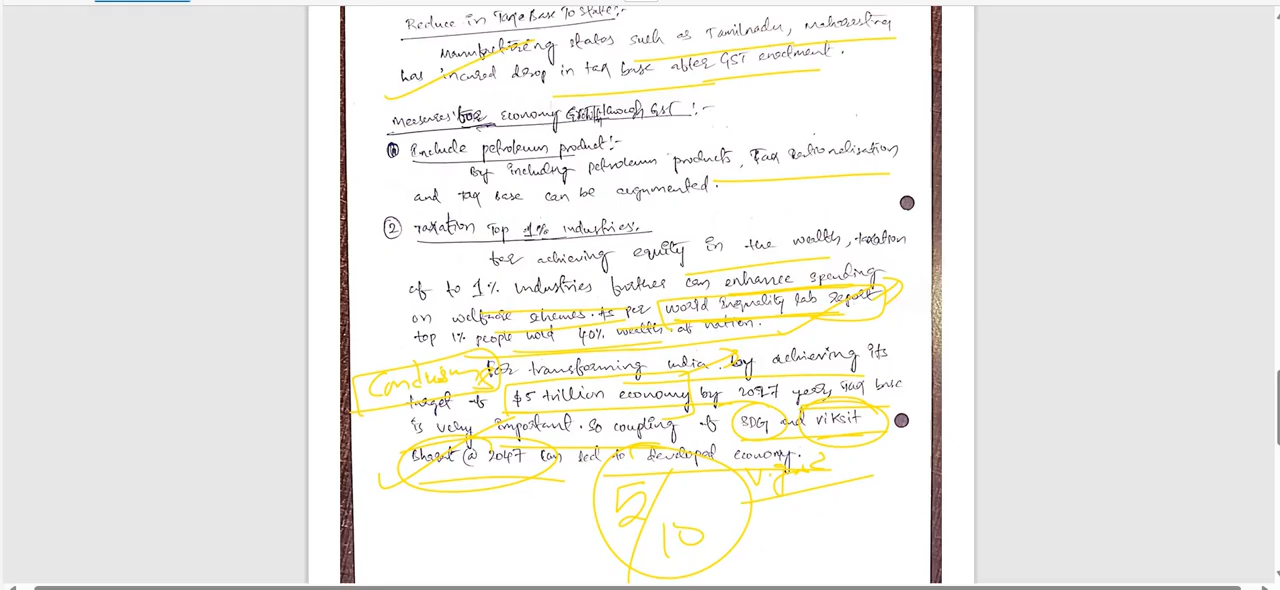 Reduce in Tax Base To State:-
Manufacturing states such as Tamilnadu, Maharashtra
has incured drop in tax base after GST enactment.
Measures for economy through GST :-
① Include petroleum product:-
By including petroleum products, Tax Rationalisation
and tax base can be augumented.
② Taxation Top 1% industries.
for achieving equity in the wealth, taxation
of to 1% industries further can enhance spending
on welfare schemes. As per World Inequality lab Report
top 1% people hold 40% wealth of nation.
Conclusion
For transforming india by achieving its
target of $5 trillion economy by 2027 year, Tax base
is very important. So coupling of SDG and Viksit
Bharat @ 2047 can led to developed economy.
5/10